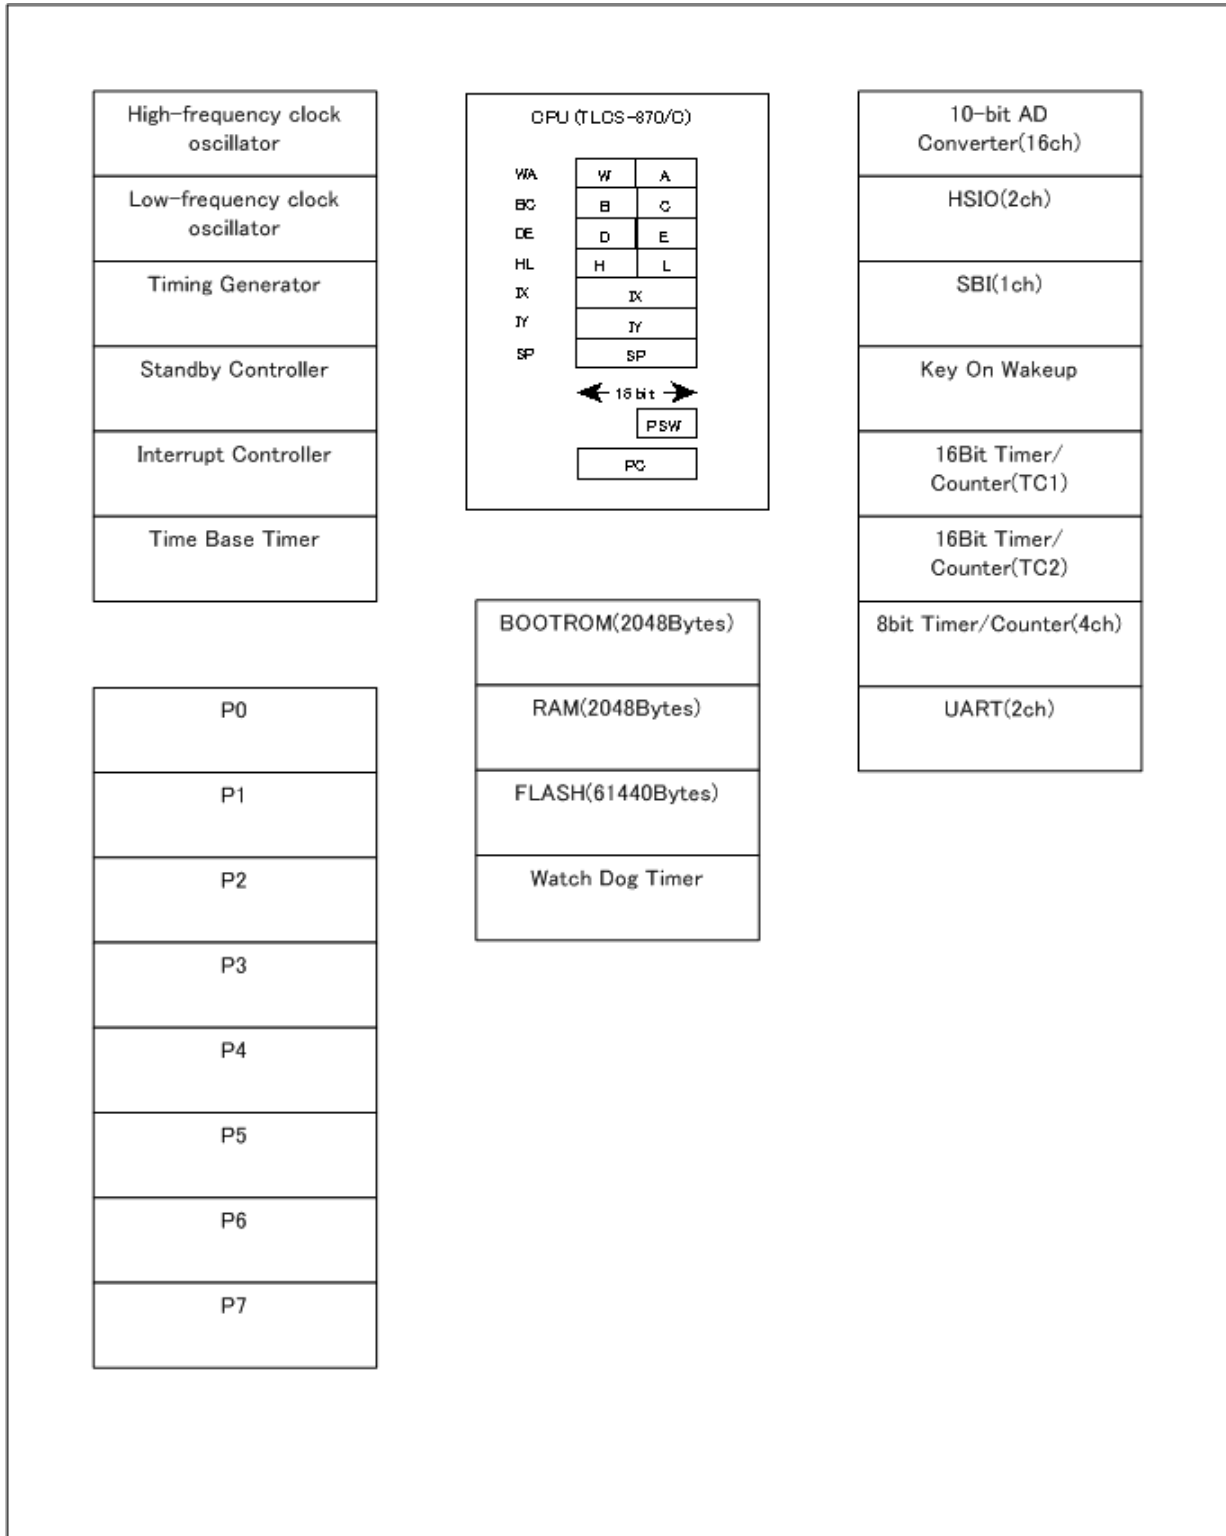 High-frequency clock
oscillator
Low-frequency clock
oscillator
Timing Generator
Standby Controller
Interrupt Controller
Time Base Timer
P0
P1
P2
P3
P4
P5
P6
P7
CPU (TLCS-870/C)
WA W A
BC B C
DE D E
HL H L
IX IX
IY IY
SP SP
16 bit
PSW
PC
BOOTROM(2048Bytes)
RAM(2048Bytes)
FLASH(61440Bytes)
Watch Dog Timer
10-bit AD
Converter(16ch)
HSIO(2ch)
SBI(1ch)
Key On Wakeup
16Bit Timer/
Counter(TC1)
16Bit Timer/
Counter(TC2)
8bit Timer/Counter(4ch)
UART(2ch)